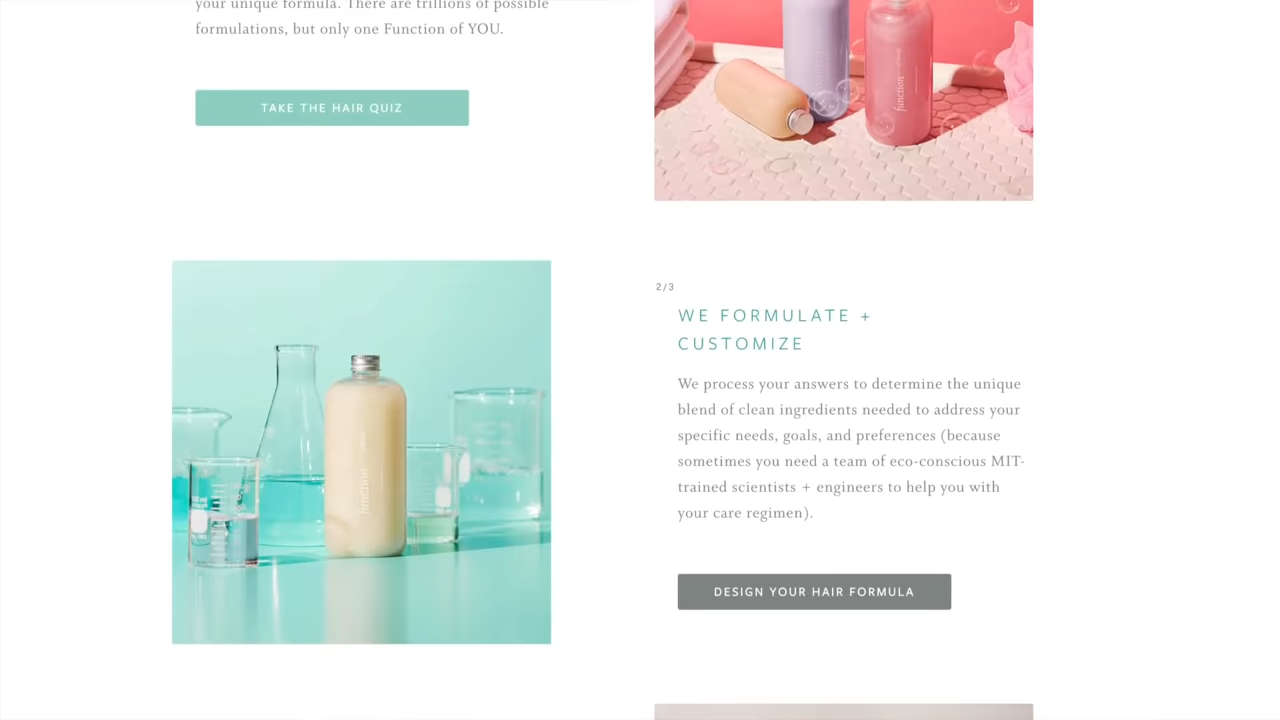 your unique formula. There are trillions of possible
formulations, but only one Function of YOU.
TAKE THE HAIR QUIZ
function
2/3
WE FORMULATE +
CUSTOMIZE
We process your answers to determine the unique
blend of clean ingredients needed to address your
specific needs, goals, and preferences (because
sometimes you need a team of eco-conscious MIT-
trained scientists + engineers to help you with
your care regimen).
DESIGN YOUR HAIR FORMULA
function